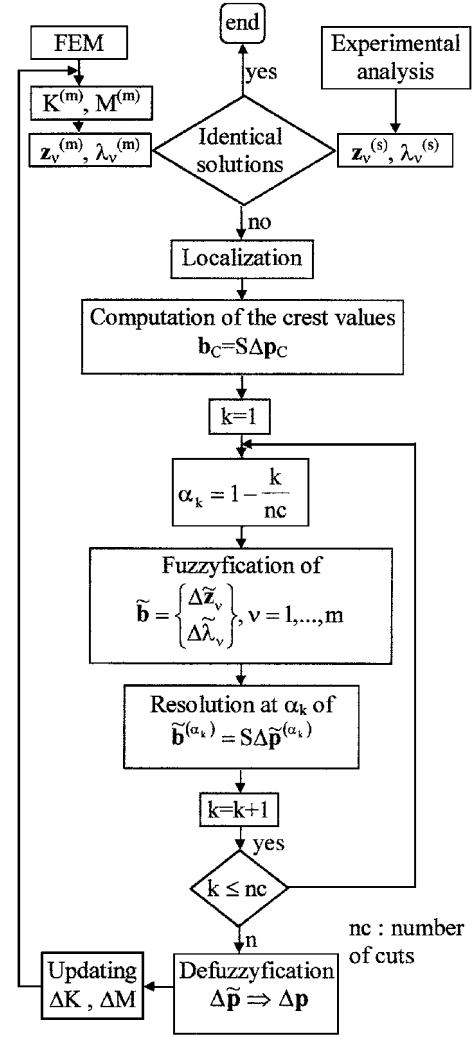 end
FEM
Experimental
analysis
yes
K⁽ᵐ⁾, M⁽ᵐ⁾
Identical
solutions
z_ν⁽ᵐ⁾, λ_ν⁽ᵐ⁾
z_ν⁽ˢ⁾, λ_ν⁽ˢ⁾
no
Localization
Computation of the crest values
b_C=SΔp_C
k=1
α_k = 1 − k/nc
Fuzzyfication of
b̃ = {Δz̃_ν Δλ̃_ν}, ν = 1,...,m
Resolution at α_k of
b̃^(α_k) = SΔp̃^(α_k)
k=k+1
yes
k ≤ nc
nc : number
of cuts
n
Updating
ΔK , ΔM
Defuzzyfication
Δp̃ ⇒ Δp